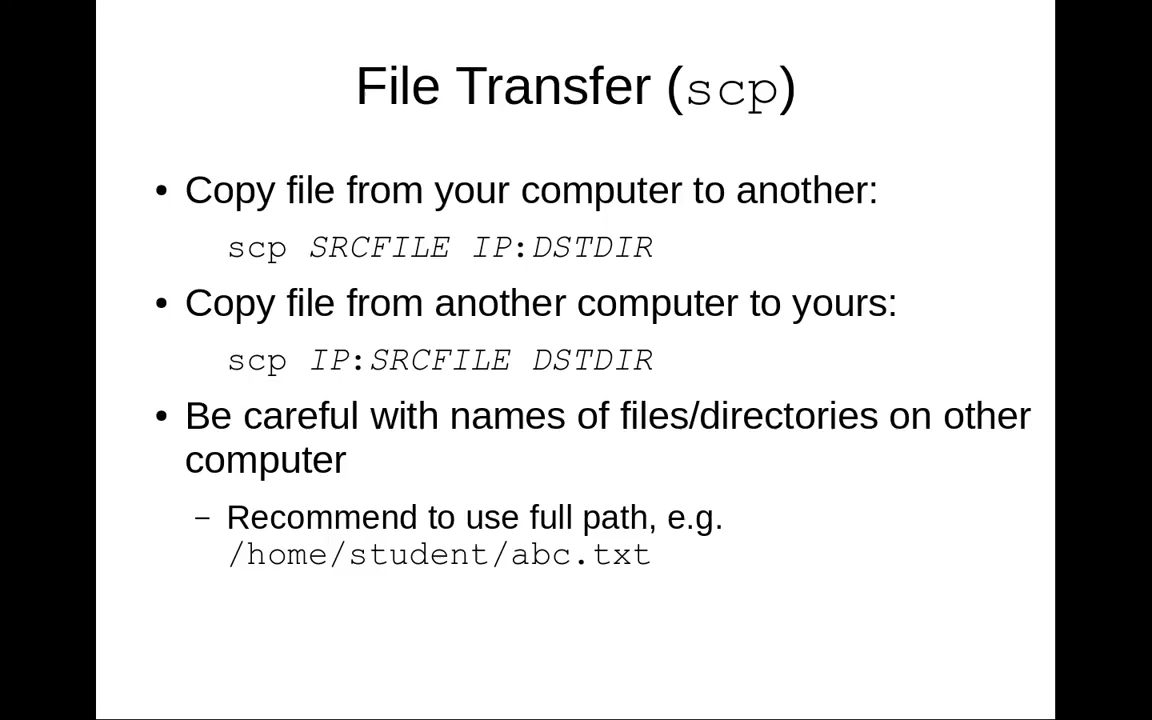 File Transfer (scp)
• Copy file from your computer to another:
scp SRCFILE IP:DSTDIR
• Copy file from another computer to yours:
scp IP:SRCFILE DSTDIR
• Be careful with names of files/directories on other
computer
– Recommend to use full path, e.g.
/home/student/abc.txt